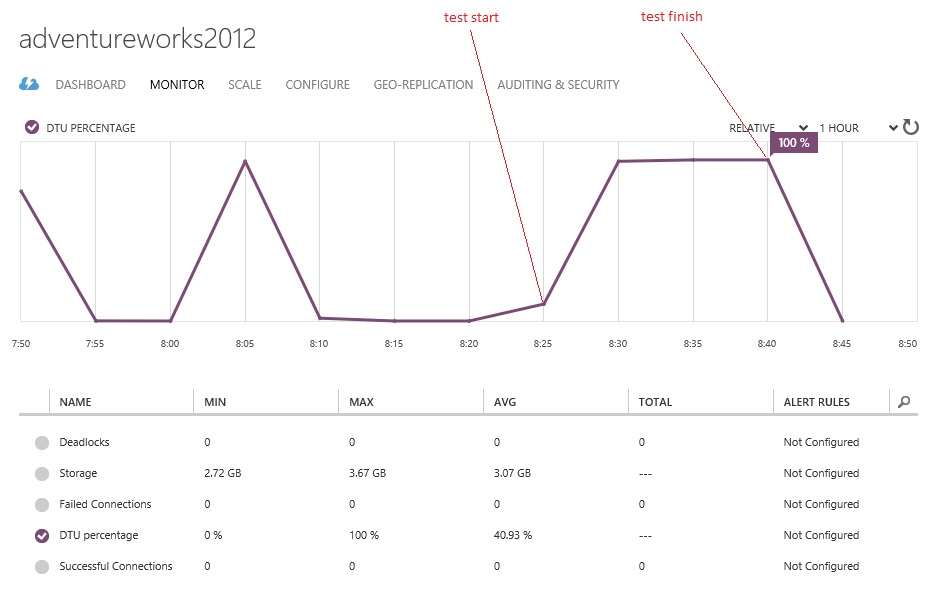 test start
test finish
adventureworks2012
DASHBOARD MONITOR SCALE CONFIGURE GEO-REPLICATION AUDITING & SECURITY
DTU PERCENTAGE RELATIVE 1 HOUR
100 %
7:50 7:55 8:00 8:05 8:10 8:15 8:20 8:25 8:30 8:35 8:40 8:45 8:50
NAME MIN MAX AVG TOTAL ALERT RULES
Deadlocks 0 0 0 0 Not Configured
Storage 2.72 GB 3.67 GB 3.07 GB --- Not Configured
Failed Connections 0 0 0 0 Not Configured
DTU percentage 0 % 100 % 40.93 % --- Not Configured
Successful Connections 0 0 0 0 Not Configured